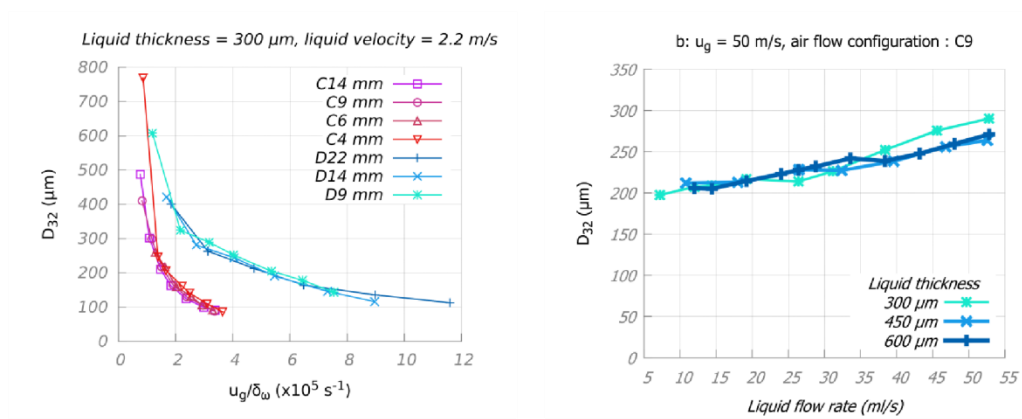 Liquid thickness = 300 μm, liquid velocity = 2.2 m/s
800
700
600
500
400
300
200
100
0
D32 (μm)
C14 mm
C9 mm
C6 mm
C4 mm
D22 mm
D14 mm
D9 mm
0 2 4 6 8 10 12
ug/δω (x10⁵ s⁻¹)
b: ug = 50 m/s, air flow configuration : C9
350
300
250
200
150
100
50
0
D32 (μm)
Liquid thickness
300 μm
450 μm
600 μm
5 10 15 20 25 30 35 40 45 50 55
Liquid flow rate (ml/s)